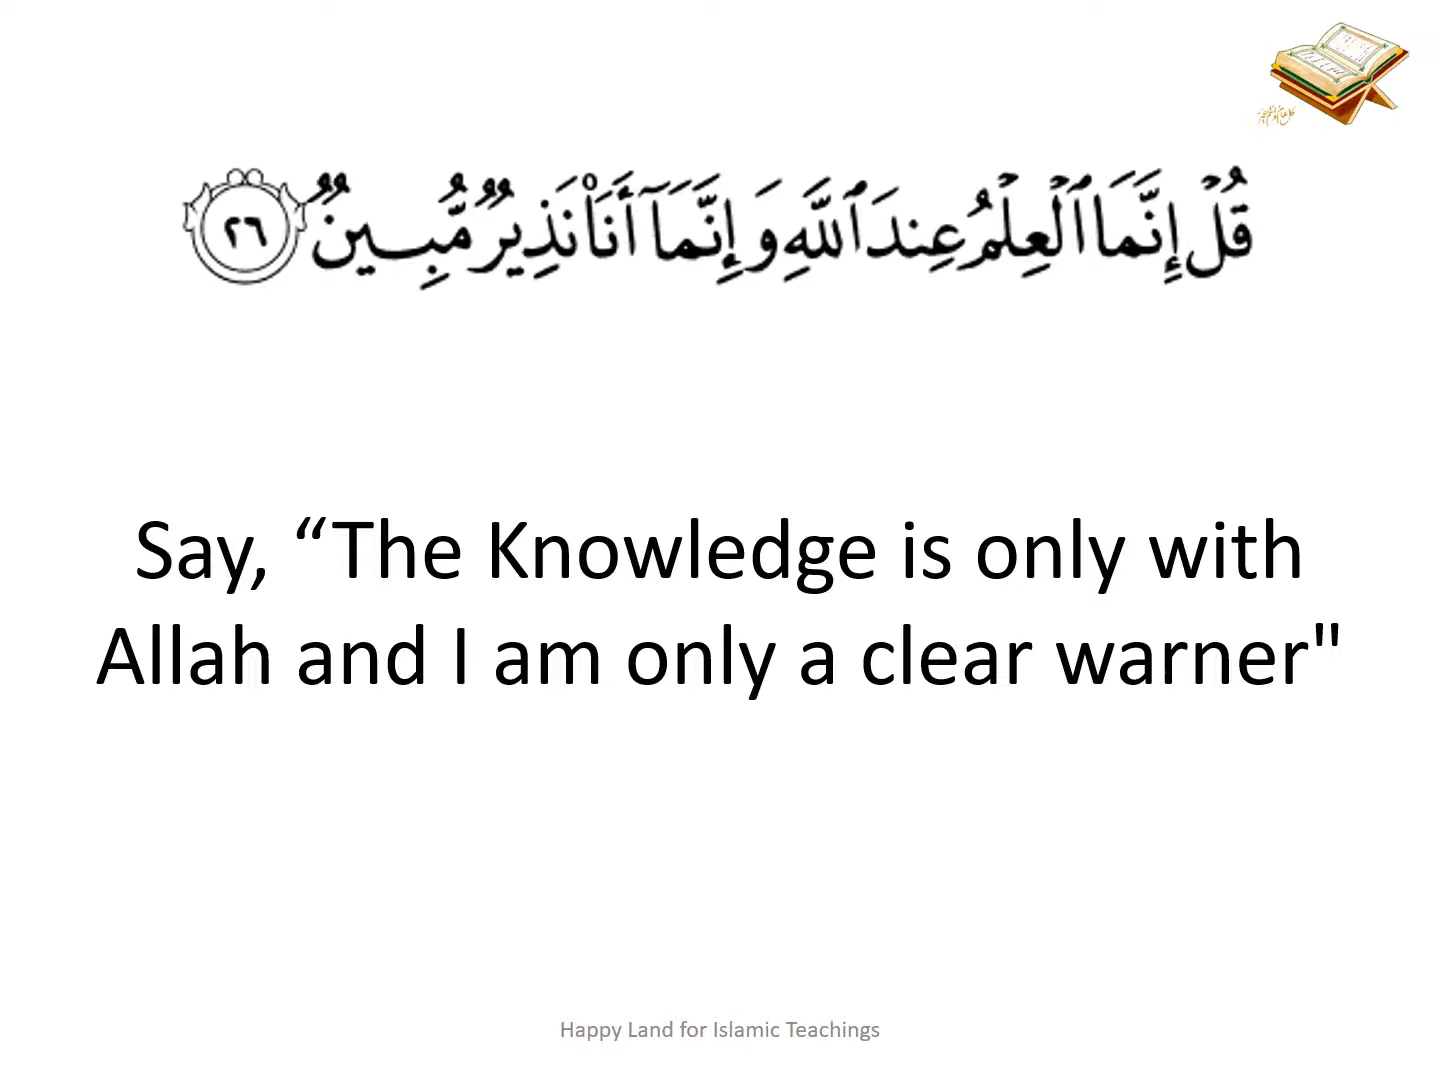 قُلْ إِنَّمَا ٱلْعِلْمُ عِندَ ٱللَّهِ وَإِنَّمَآ أَنَا۠ نَذِيرٌ مُّبِينٌ ٢٦
Say, “The Knowledge is only with
Allah and I am only a clear warner"
Happy Land for Islamic Teachings